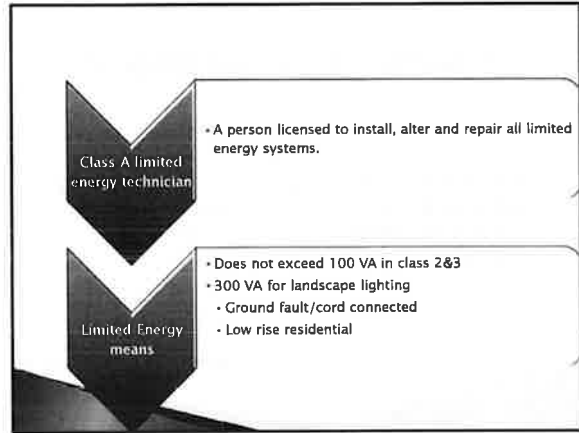 Class A limited
energy technician
• A person licensed to install, alter and repair all limited
energy systems.
Limited Energy
means
• Does not exceed 100 VA in class 2&3
• 300 VA for landscape lighting
• Ground fault/cord connected
• Low rise residential